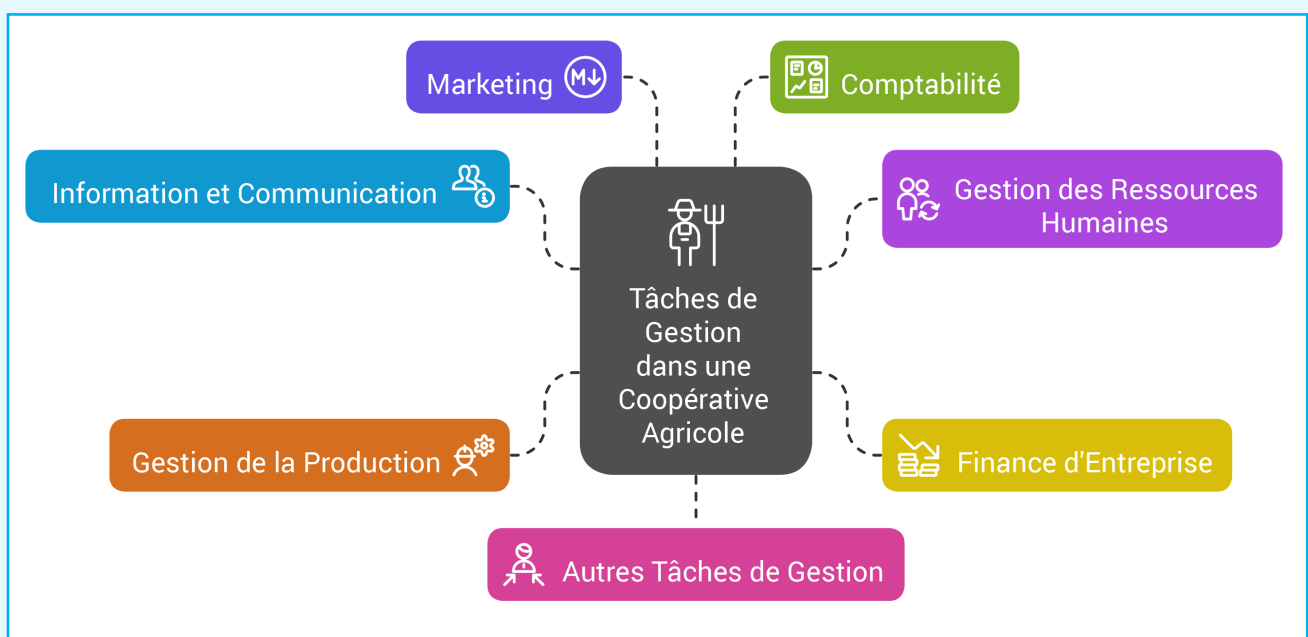 Marketing
M↓
Comptabilité
Information et Communication
Gestion des Ressources
Humaines
Tâches de
Gestion
dans une
Coopérative
Agricole
Gestion de la Production
Finance d'Entreprise
Autres Tâches de Gestion